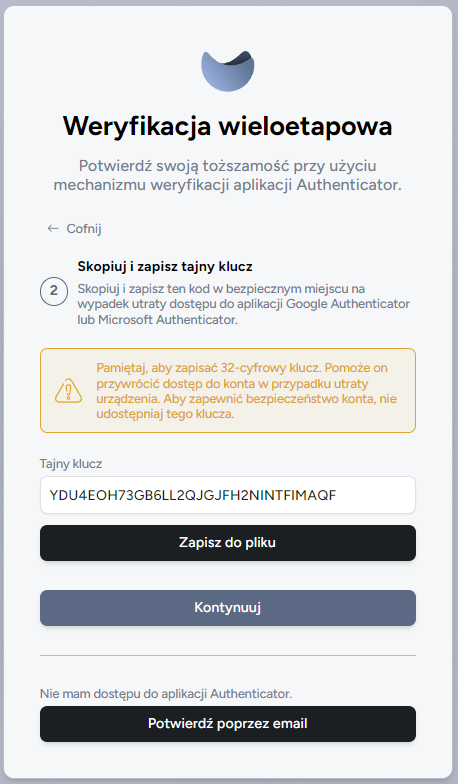 Weryfikacja wieloetapowa
Potwierdź swoją toższamość przy użyciu
mechanizmu weryfikacji aplikacji Authenticator.
← Cofnij
Skopiuj i zapisz tajny klucz
2
Skopiuj i zapisz ten kod w bezpiecznym miejscu na
wypadek utraty dostępu do aplikacji Google Authenticator
lub Microsoft Authenticator.
Pamiętaj, aby zapisać 32-cyfrowy klucz. Pomoże on
przywrócić dostęp do konta w przypadku utraty
urządzenia. Aby zapewnić bezpieczeństwo konta, nie
udostępniaj tego klucza.
Tajny klucz
YDU4EOH73GB6LL2QJGJFH2NINTFIMAQF
Zapisz do pliku
Kontynuuj
Nie mam dostępu do aplikacji Authenticator.
Potwierdź poprzez email